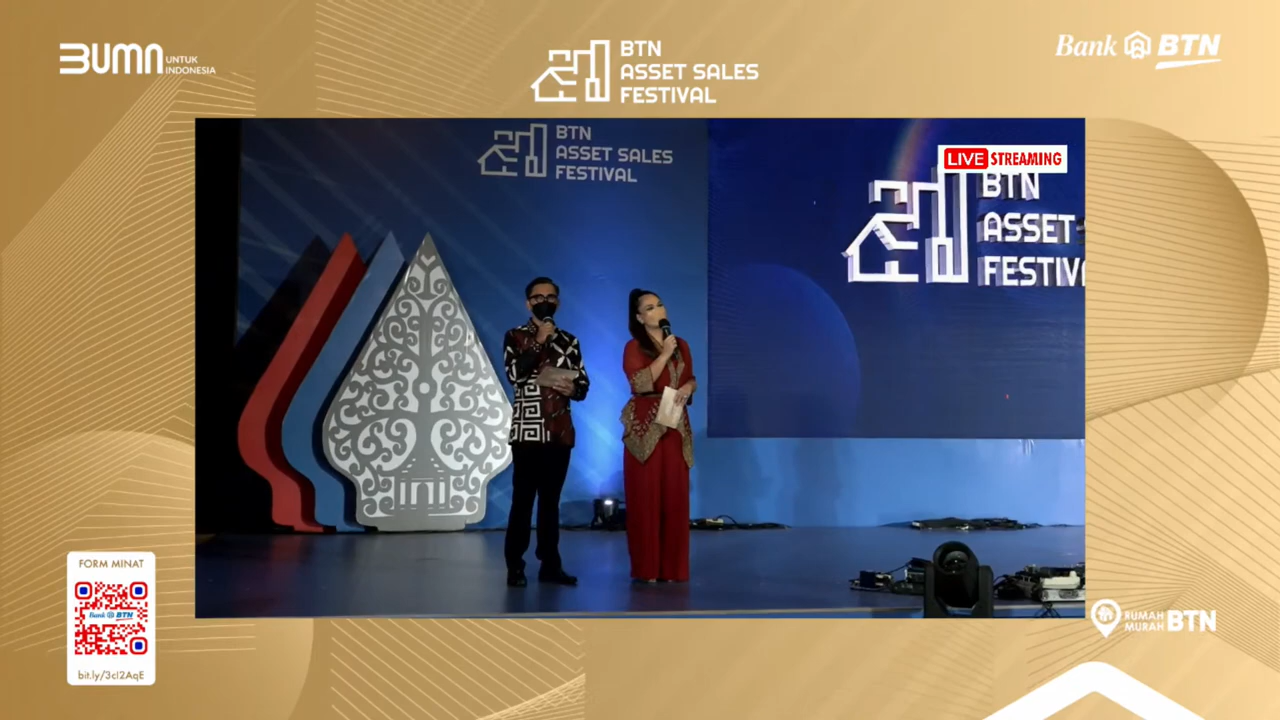 BUMN UNTUK
INDONESIA
BTN
ASSET SALES
FESTIVAL
Bank BTN
BTN
ASSET SALES
FESTIVAL
LIVE STREAMING
BTN
ASSET
FESTIV
FORM MINAT
Bank BTN
bit.ly/3cI2AqE
RUMAH
MURAH BTN